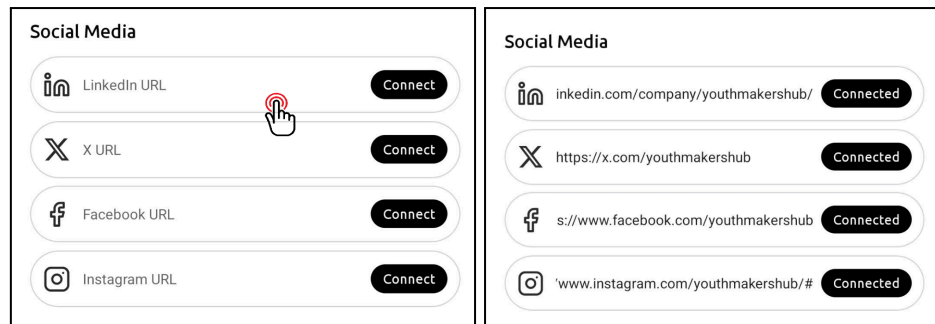 Social Media
LinkedIn URL Connect
X URL Connect
Facebook URL Connect
Instagram URL Connect
Social Media
inkedin.com/company/youthmakershub/ Connected
https://x.com/youthmakershub Connected
s://www.facebook.com/youthmakershub Connected
'www.instagram.com/youthmakershub/# Connected